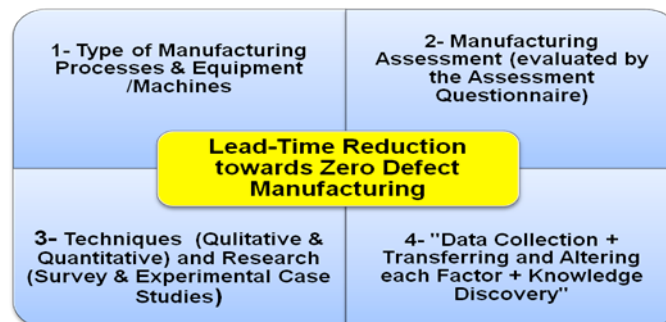 1- Type of Manufacturing
Processes & Equipment
/Machines
2- Manufacturing
Assessment (evaluated by
the Assessment
Questionnaire)
Lead-Time Reduction
towards Zero Defect
Manufacturing
3- Techniques (Qulitative &
Quantitative) and Research
(Survey & Experimental Case
Studies)
4- "Data Collection +
Transferring and Altering
each Factor + Knowledge
Discovery"